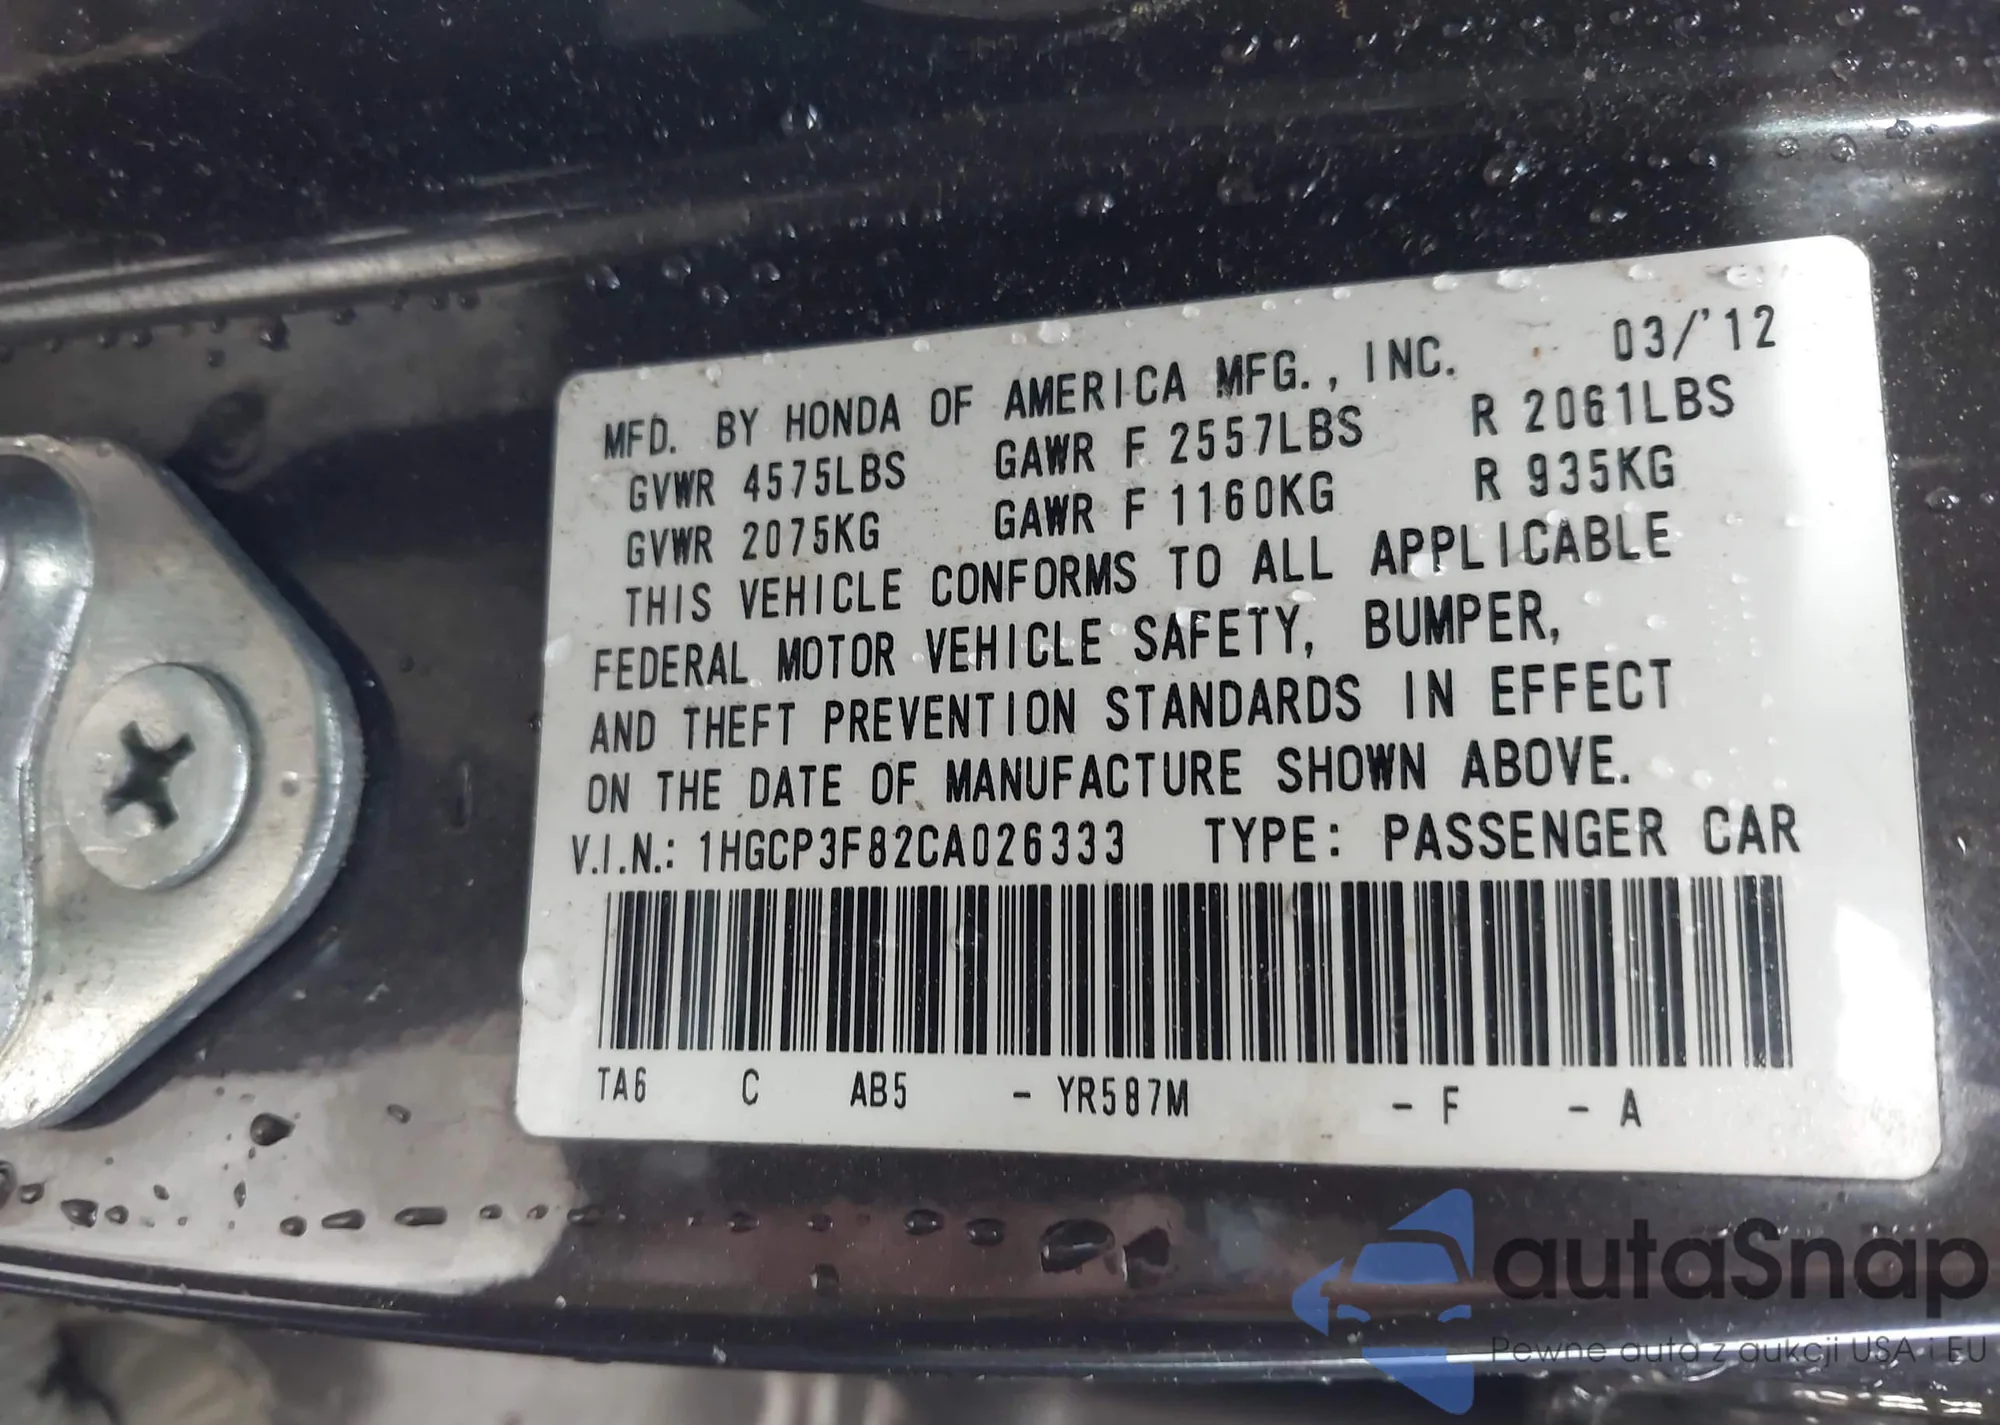 03/'12
MFD. BY HONDA OF AMERICA MFG., INC.
GVWR 4575LBS GAWR F 2557LBS R 2061LBS
GVWR 2075KG GAWR F 1160KG R 935KG
THIS VEHICLE CONFORMS TO ALL APPLICABLE
FEDERAL MOTOR VEHICLE SAFETY, BUMPER,
AND THEFT PREVENTION STANDARDS IN EFFECT
ON THE DATE OF MANUFACTURE SHOWN ABOVE.
V.I.N.: 1HGCP3F82CA026333 TYPE: PASSENGER CAR
TA6 C AB5 - YR587M - F - A
autaSnap
Pewne auta z aukcji USA i EU